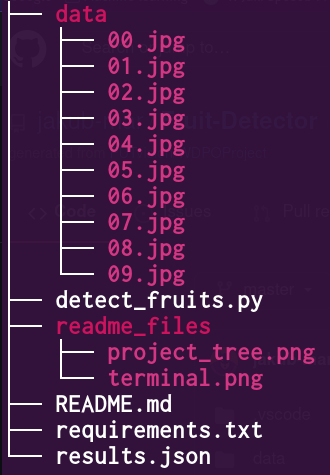 data
00.jpg
01.jpg
02.jpg
03.jpg
04.jpg
05.jpg
06.jpg
07.jpg
08.jpg
09.jpg
detect_fruits.py
readme_files
project_tree.png
terminal.png
README.md
requirements.txt
results.json